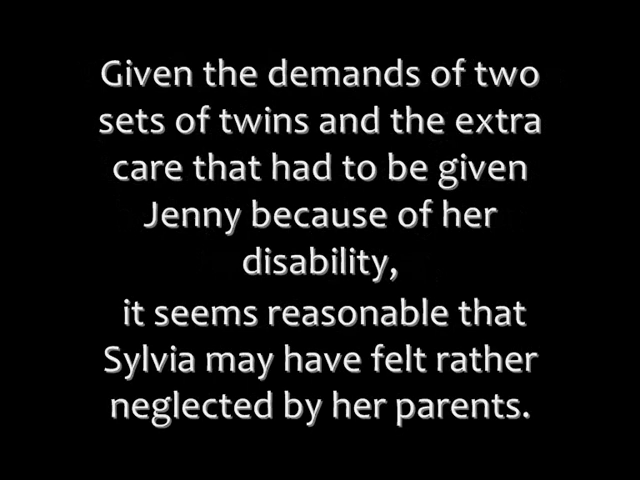 Given the demands of two
sets of twins and the extra
care that had to be given
Jenny because of her
disability,
it seems reasonable that
Sylvia may have felt rather
neglected by her parents.